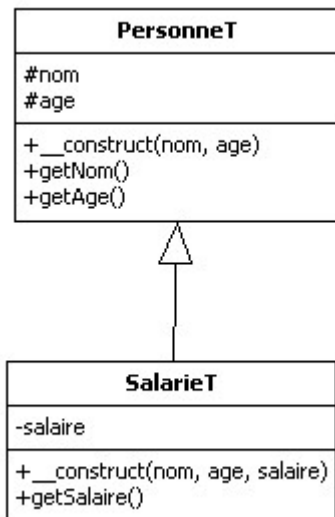 PersonneT
#nom
#age
+__construct(nom, age)
+getNom()
+getAge()
SalarieT
-salaire
+__construct(nom, age, salaire)
+getSalaire()